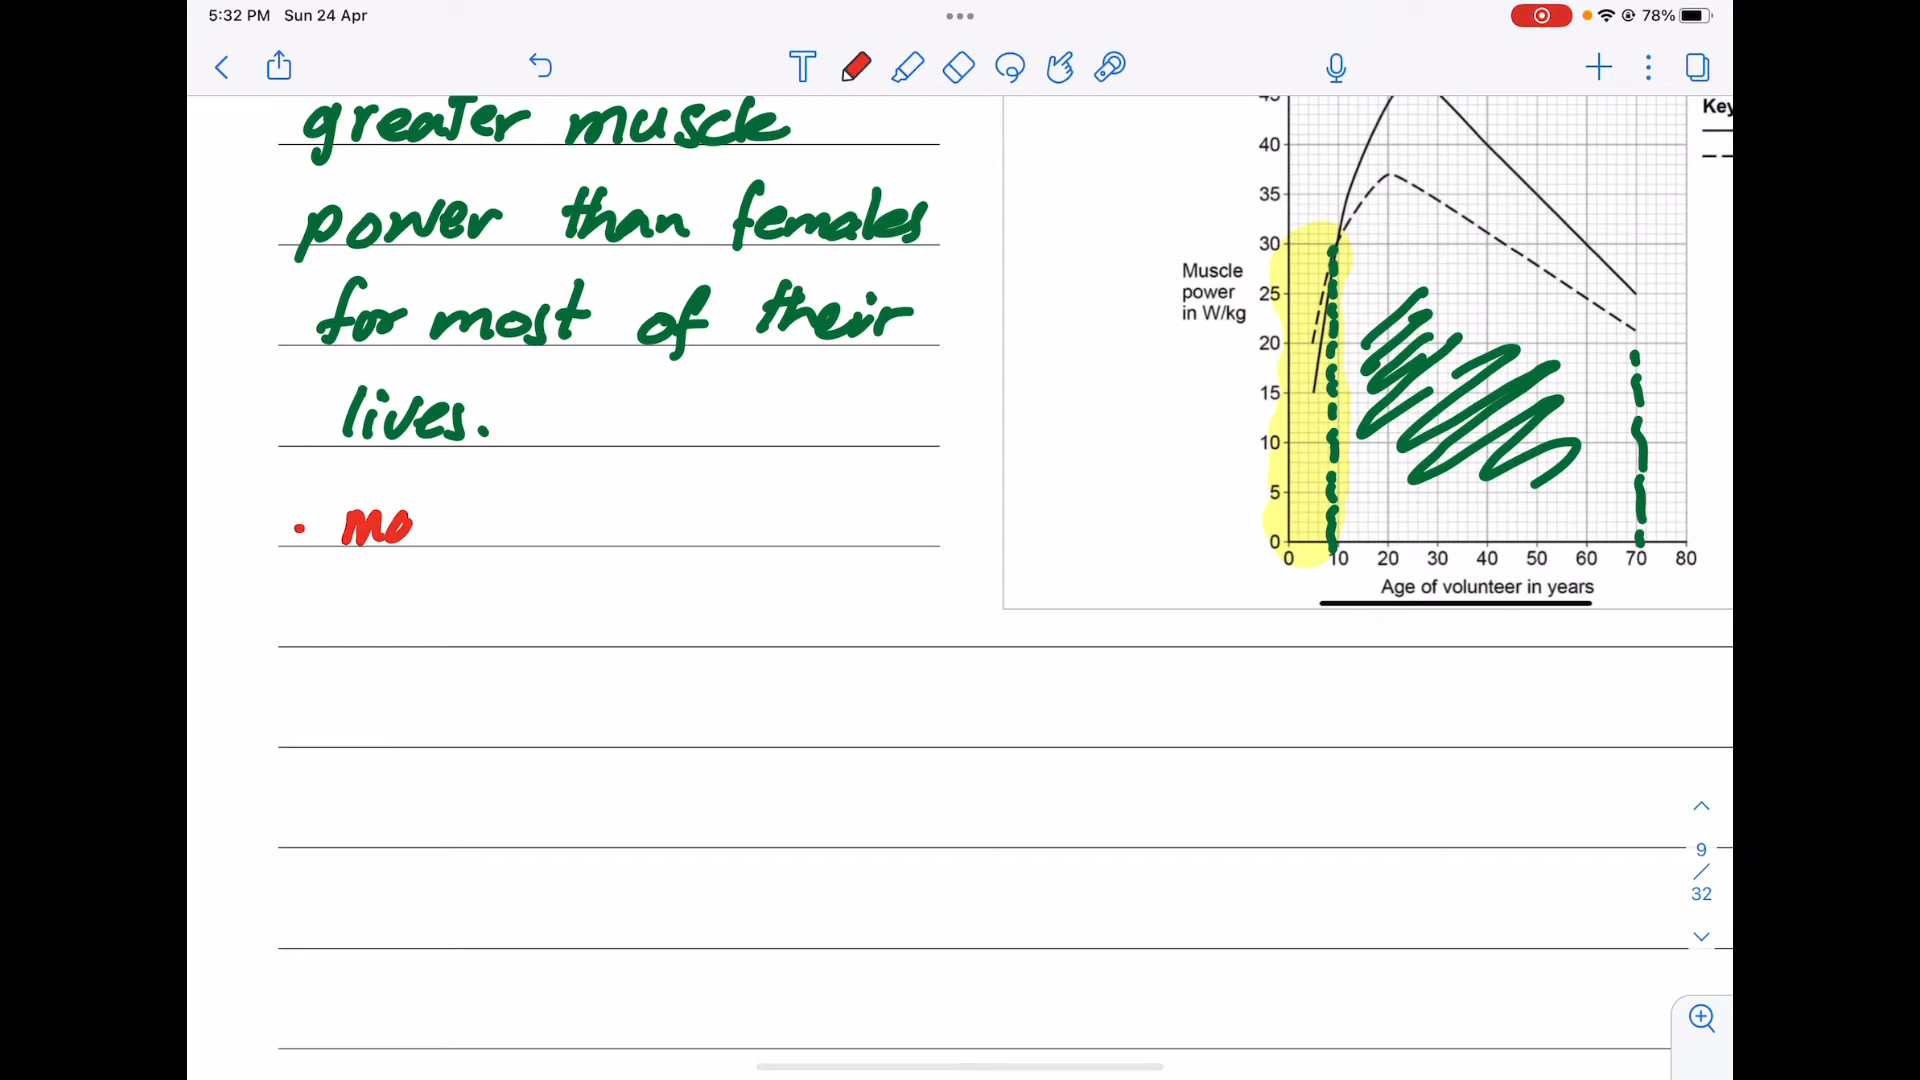 5:32 PM Sun 24 Apr
78%
greater muscle
power than females
for most of their
lives.
· Mo
45
Key
40
35
30
Muscle
power
in W/kg
25
20
15
10
5
0
0 10 20 30 40 50 60 70 80
Age of volunteer in years
9
/
32